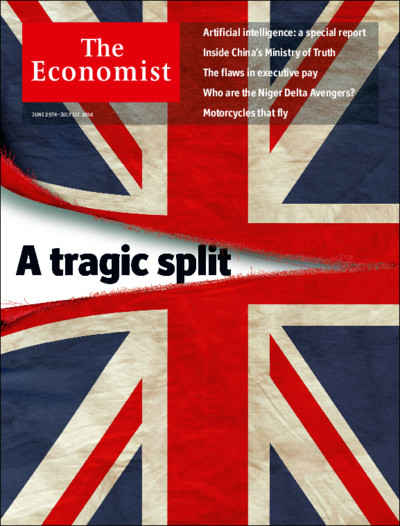 The
Economist
JUNE 25TH–JULY 1ST 2016
Artificial intelligence: a special report
Inside China's Ministry of Truth
The flaws in executive pay
Who are the Niger Delta Avengers?
Motorcycles that fly
A tragic split